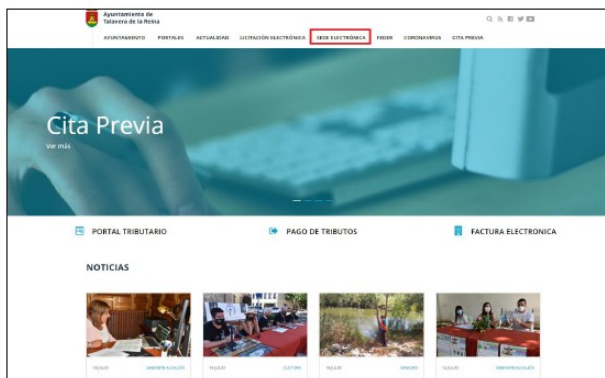 Ayuntamiento de
Talavera de la Reina
AYUNTAMIENTO PORTALES ACTUALIDAD LICITACIÓN ELECTRÓNICA SEDE ELECTRÓNICA FEDER CORONAVIRUS CITA PREVIA
Cita Previa
Ver más
PORTAL TRIBUTARIO PAGO DE TRIBUTOS FACTURA ELECTRONICA
NOTICIAS
CULTURA